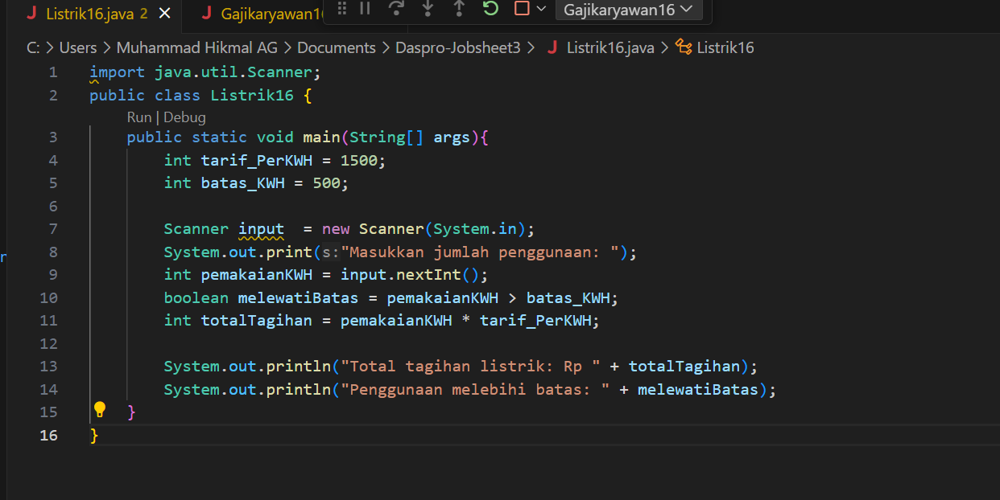 Listrik16.java 2
Gajikaryawan1
Gajikaryawan16
C: > Users > Muhammad Hikmal AG > Documents > Daspro-Jobsheet3 > J Listrik16.java > Listrik16
1 import java.util.Scanner;
2 public class Listrik16 {
Run | Debug
3 public static void main(String[] args){
4 int tarif_PerKWH = 1500;
5 int batas_KWH = 500;
6
7 Scanner input  = new Scanner(System.in);
8 System.out.print(s:"Masukkan jumlah penggunaan: ");
9 int pemakaianKWH = input.nextInt();
10 boolean melewatiBatas = pemakaianKWH > batas_KWH;
11 int totalTagihan = pemakaianKWH * tarif_PerKWH;
12
13 System.out.println("Total tagihan listrik: Rp " + totalTagihan);
14 System.out.println("Penggunaan melebihi batas: " + melewatiBatas);
15 }
16 }